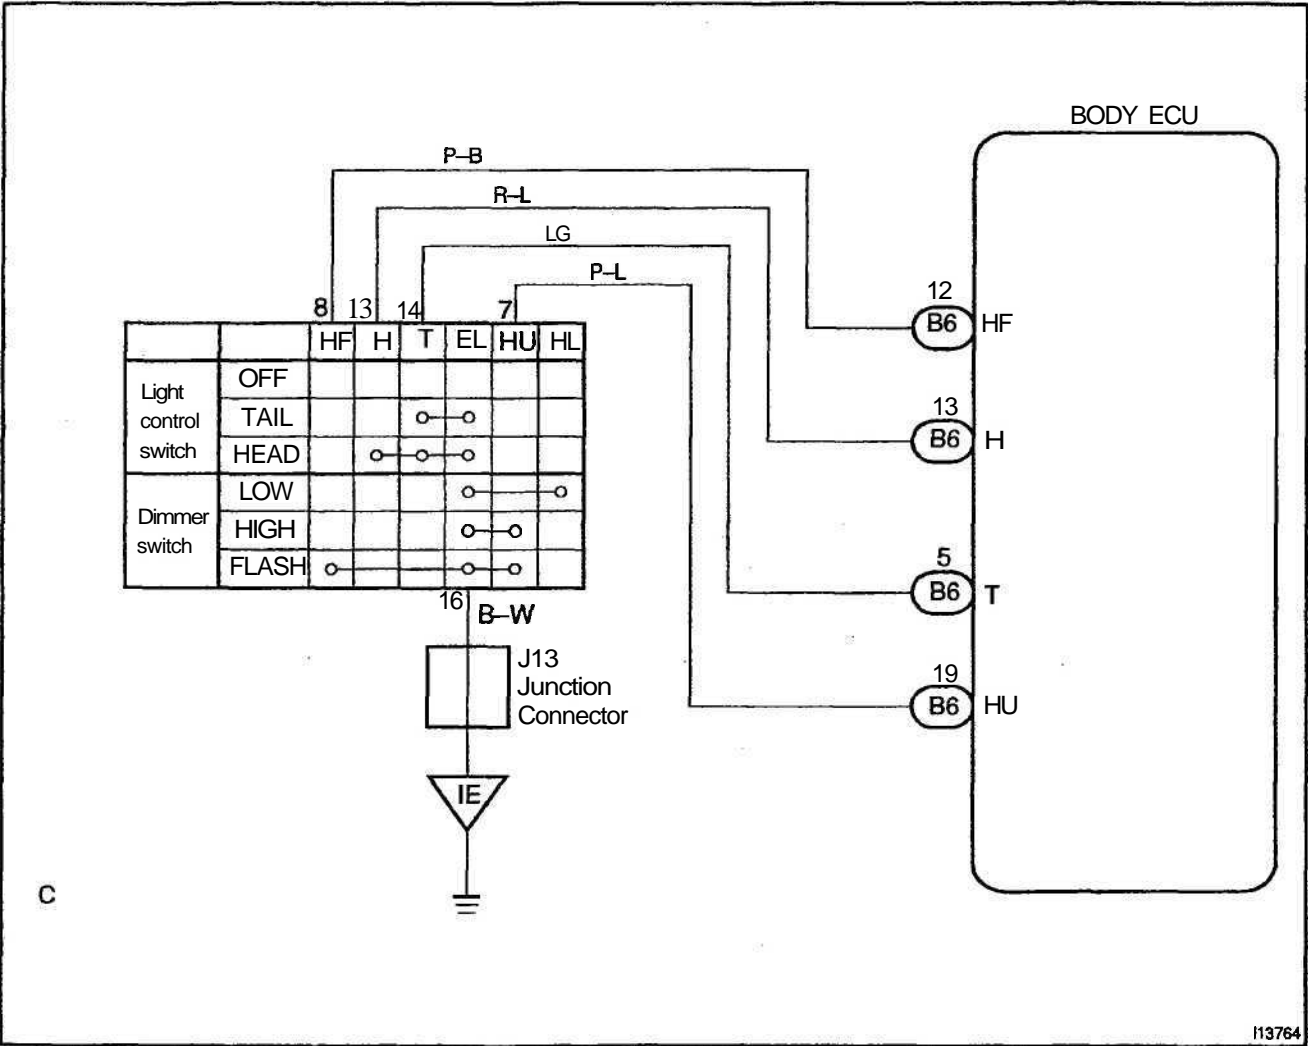 BODY ECU
P–B
R–L
LG
P–L
8 13 14 7
HF H T EL HU HL
Light control switch
OFF
TAIL
HEAD
Dimmer switch
LOW
HIGH
FLASH
16
B–W
J13
Junction
Connector
IE
12
B6 HF
13
B6 H
5
B6 T
19
B6 HU
C
I13764